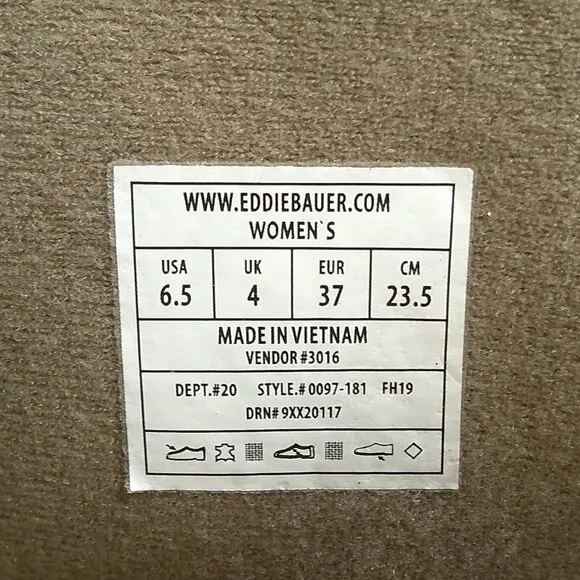 WWW.EDDIEBAUER.COM
WOMEN`S
USA UK EUR CM
6.5 4 37 23.5
MADE IN VIETNAM
VENDOR #3016
DEPT.#20 STYLE.# 0097-181 FH19
DRN# 9XX20117